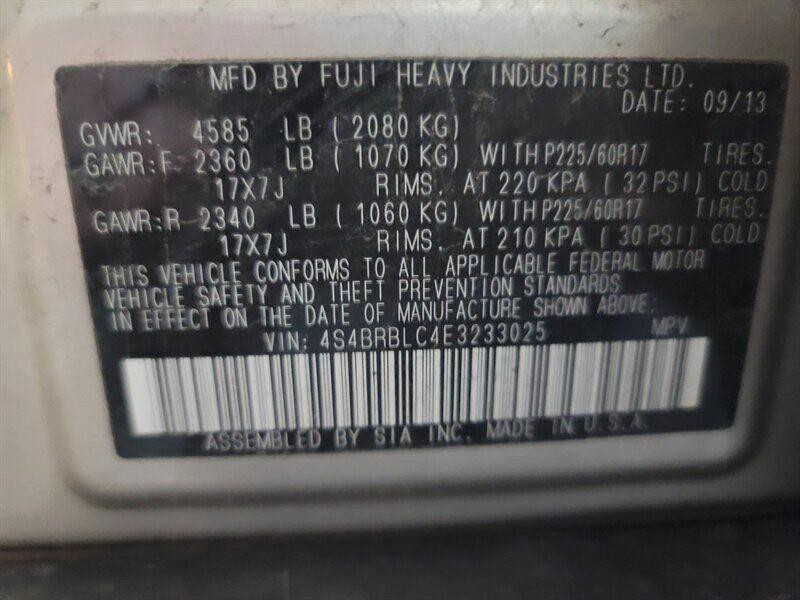 MFD BY FUJI HEAVY INDUSTRIES LTD.
DATE: 09/13
GVWR: 4585 LB ( 2080 KG)
GAWR:F 2360 LB ( 1070 KG) WITH P225/60R17 TIRES.
17X7J RIMS. AT 220 KPA ( 32 PSI) COLD
GAWR:R 2340 LB ( 1060 KG) WITH P225/60R17 TIRES.
17X7J RIMS. AT 210 KPA ( 30 PSI) COLD
THIS VEHICLE CONFORMS TO ALL APPLICABLE FEDERAL MOTOR
VEHICLE SAFETY AND THEFT PREVENTION STANDARDS
IN EFFECT ON THE DATE OF MANUFACTURE SHOWN ABOVE.
VIN: 4S4BRBLC4E3233025 MPV
ASSEMBLED BY SIA INC. MADE IN U.S.A.